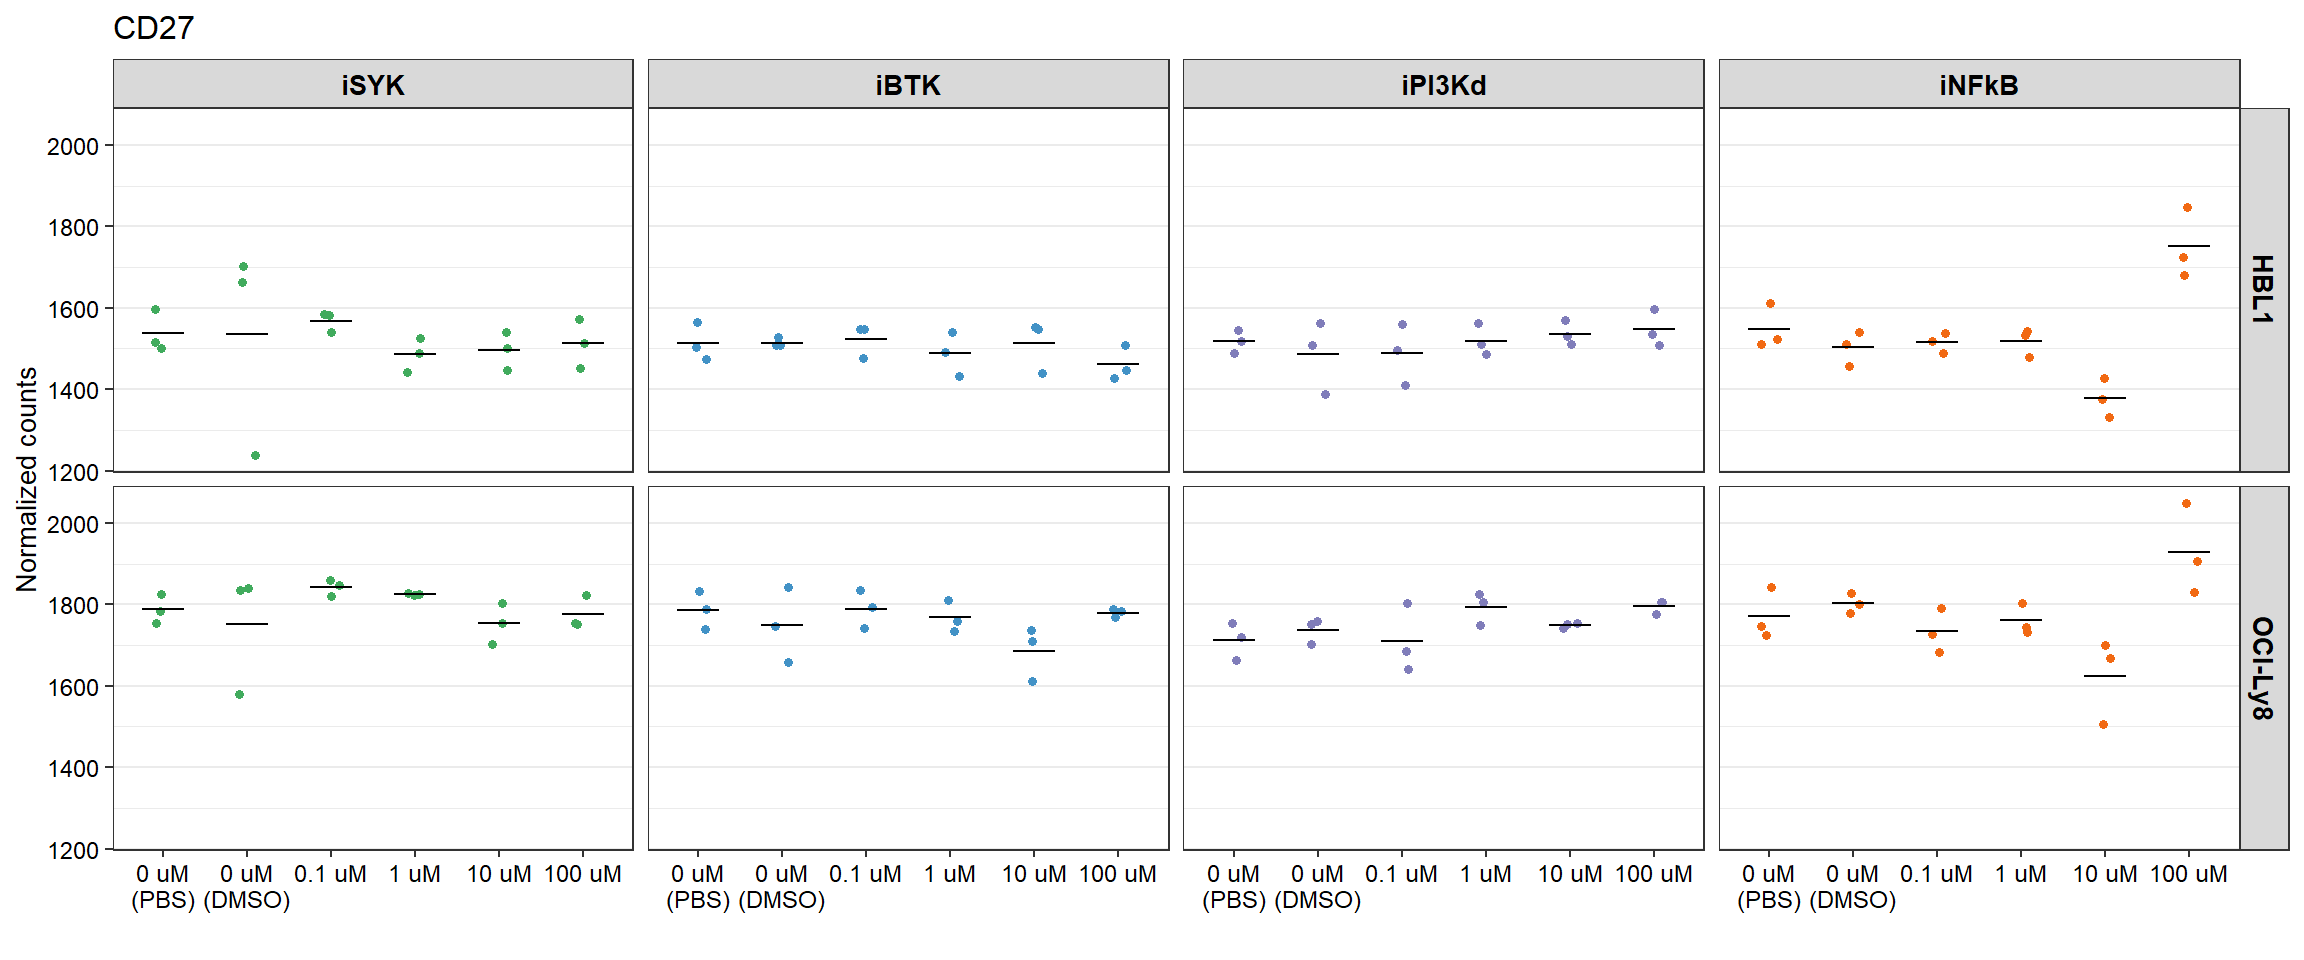 CD27
iSYK
iBTK
iPI3Kd
iNFkB
Normalized counts
2000
1800
1600
1400
1200
HBL1
2000
1800
1600
1400
1200
OCI-Ly8
0 uM 0 uM 0.1 uM 1 uM 10 uM 100 uM
(PBS) (DMSO)
0 uM 0 uM 0.1 uM 1 uM 10 uM 100 uM
(PBS) (DMSO)
0 uM 0 uM 0.1 uM 1 uM 10 uM 100 uM
(PBS) (DMSO)
0 uM 0 uM 0.1 uM 1 uM 10 uM 100 uM
(PBS) (DMSO)